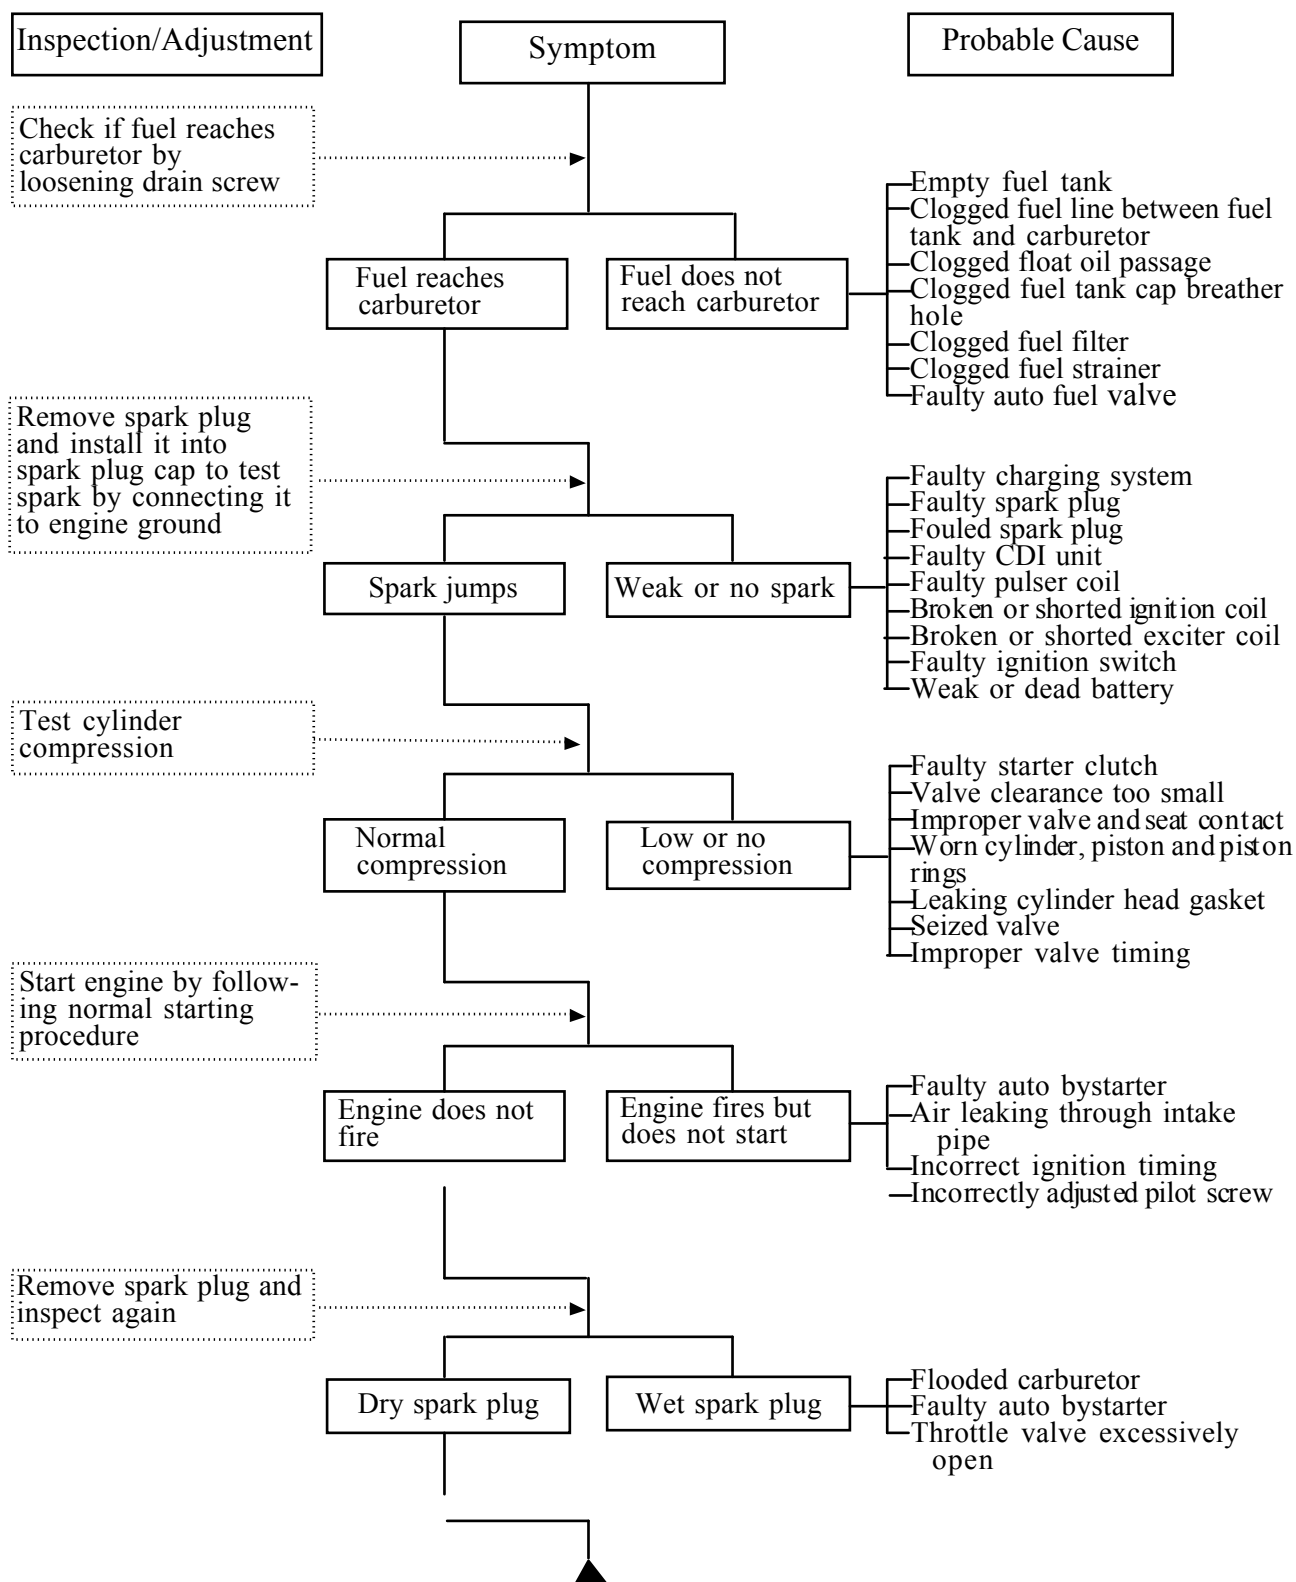 Inspection/Adjustment
Symptom
Probable Cause
Check if fuel reaches
carburetor by
loosening drain screw
Fuel reaches
carburetor
Fuel does not
reach carburetor
Empty fuel tank
Clogged fuel line between fuel
tank and carburetor
Clogged float oil passage
Clogged fuel tank cap breather
hole
Clogged fuel filter
Clogged fuel strainer
Faulty auto fuel valve
Remove spark plug
and install it into
spark plug cap to test
spark by connecting it
to engine ground
Spark jumps
Weak or no spark
Faulty charging system
Faulty spark plug
Fouled spark plug
Faulty CDI unit
Faulty pulser coil
Broken or shorted ignition coil
Broken or shorted exciter coil
Faulty ignition switch
Weak or dead battery
Test cylinder
compression
Normal
compression
Low or no
compression
Faulty starter clutch
Valve clearance too small
Improper valve and seat contact
Worn cylinder, piston and piston
rings
Leaking cylinder head gasket
Seized valve
Improper valve timing
Start engine by follow-
ing normal starting
procedure
Engine does not
fire
Engine fires but
does not start
Faulty auto bystarter
Air leaking through intake
pipe
Incorrect ignition timing
Incorrectly adjusted pilot screw
Remove spark plug and
inspect again
Dry spark plug
Wet spark plug
Flooded carburetor
Faulty auto bystarter
Throttle valve excessively
open